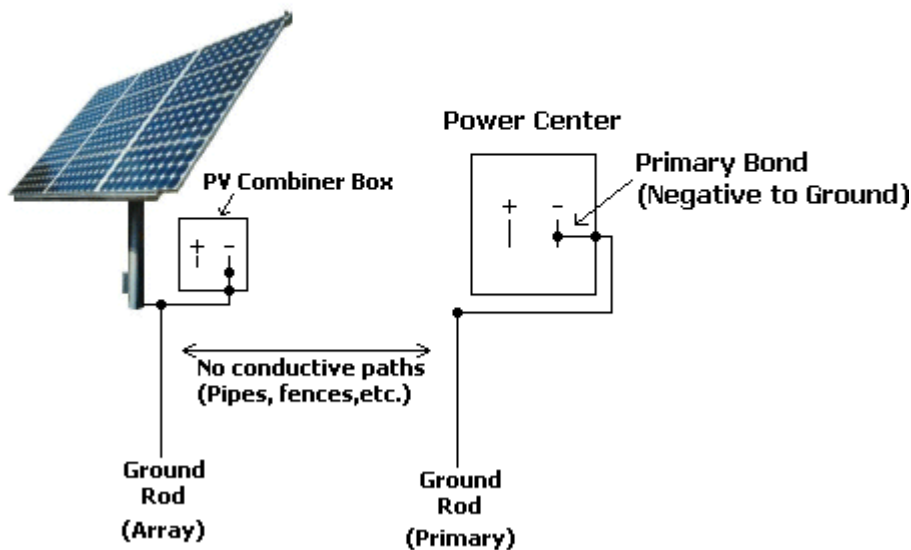 Power Center
Primary Bond
(Negative to Ground)
PV Combiner Box
+ -
+ -
No conductive paths
(Pipes, fences,etc.)
Ground
Rod
(Array)
Ground
Rod
(Primary)